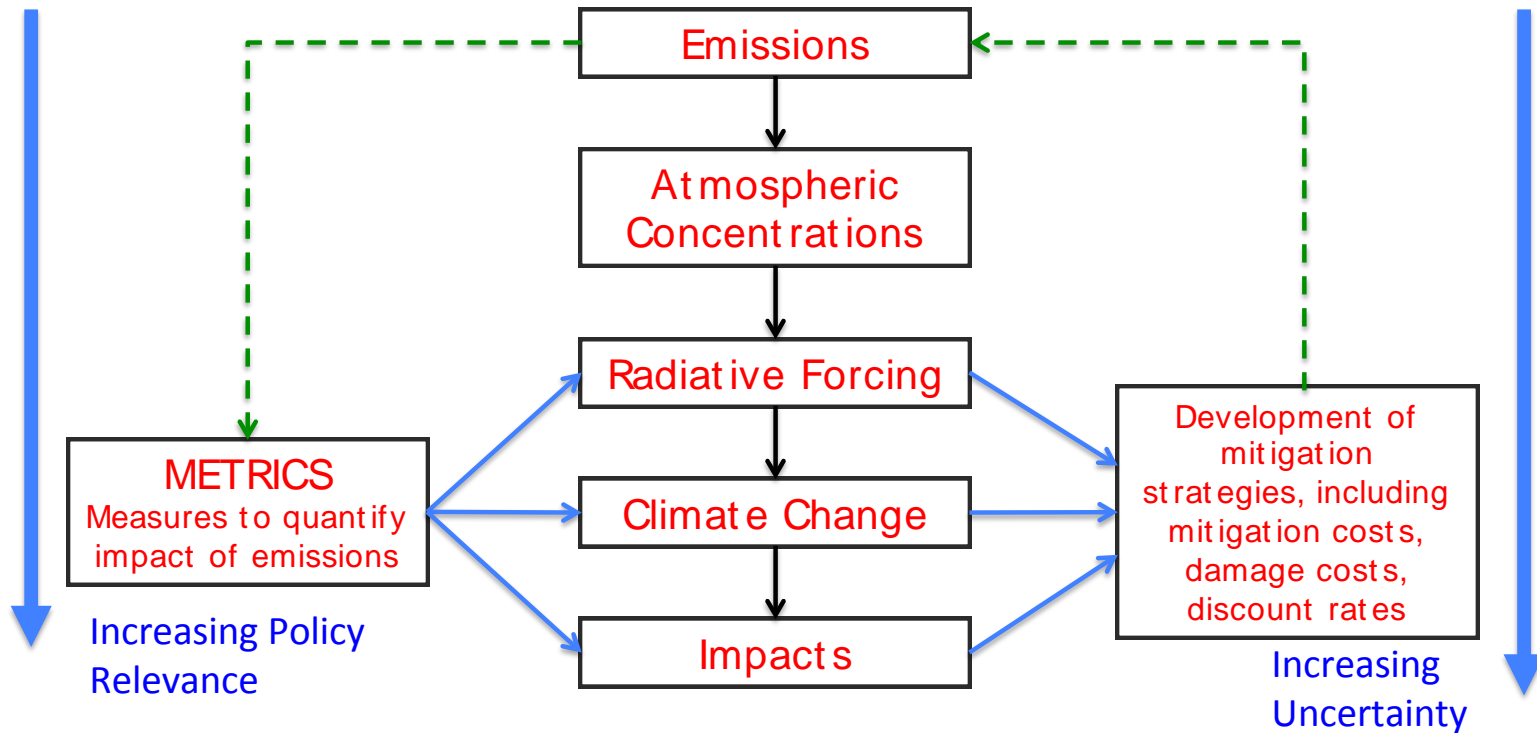 Emissions
Atmospheric
Concentrations
Radiative Forcing
METRICS
Measures to quantify
impact of emissions
Climate Change
Development of
mitigation
strategies, including
mitigation costs,
damage costs,
discount rates
Impacts
Increasing Policy
Relevance
Increasing
Uncertainty